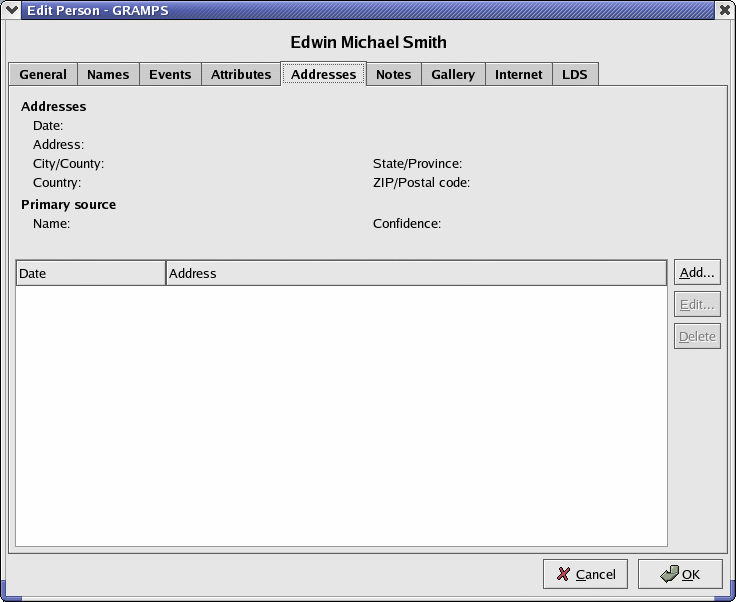 Edit Person - GRAMPS
Edwin Michael Smith
General Names Events Attributes Addresses Notes Gallery Internet LDS
Addresses
Date:
Address:
City/County: State/Province:
Country: ZIP/Postal code:
Primary source
Name: Confidence:
Date Address Add...
Edit...
Delete
Cancel OK